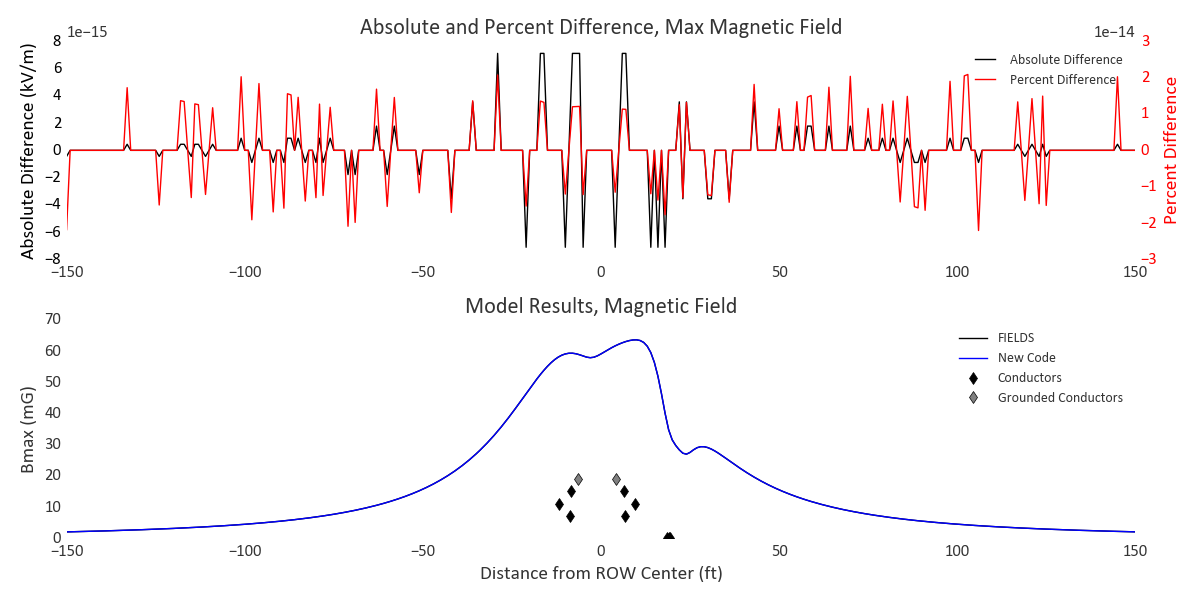 Absolute and Percent Difference, Max Magnetic Field
1e−15
1e−14
8
6
4
2
0
−2
−4
−6
−8
Absolute Difference (kV/m)
Absolute Difference
Percent Difference
3
2
1
0
−1
−2
−3
Percent Difference
−150 −100 −50 0 50 100 150
Model Results, Magnetic Field
70
60
50
40
30
20
10
0
Bmax (mG)
FIELDS
New Code
Conductors
Grounded Conductors
−150 −100 −50 0 50 100 150
Distance from ROW Center (ft)